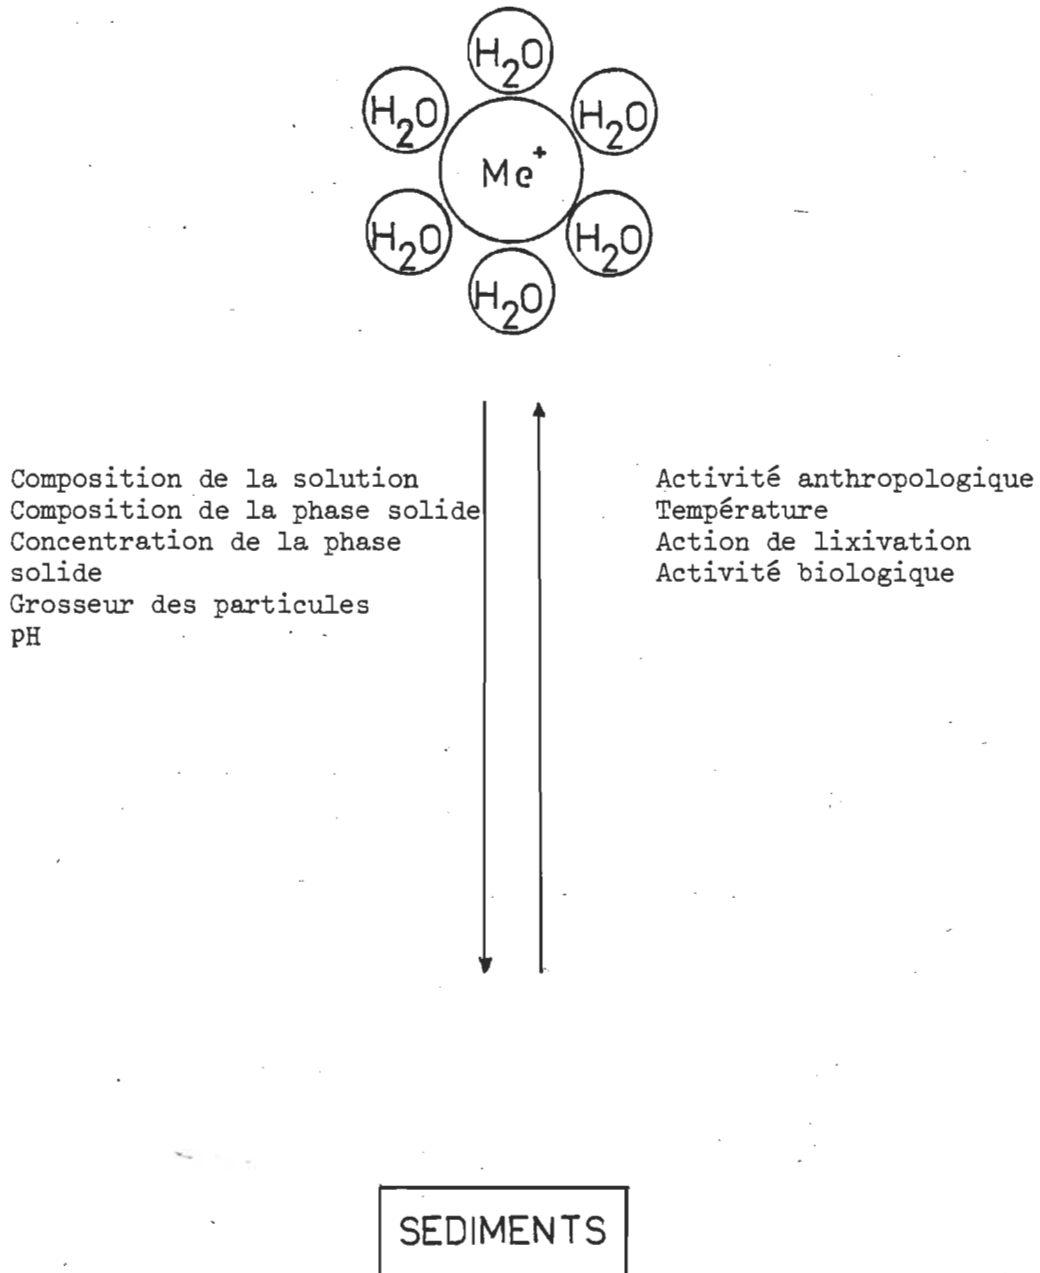 H2O
H2O
H2O
Me+
H2O
H2O
H2O
Composition de la solution
Composition de la phase solide
Concentration de la phase
solide
Grosseur des particules
pH
Activité anthropologique
Température
Action de lixivation
Activité biologique
SEDIMENTS